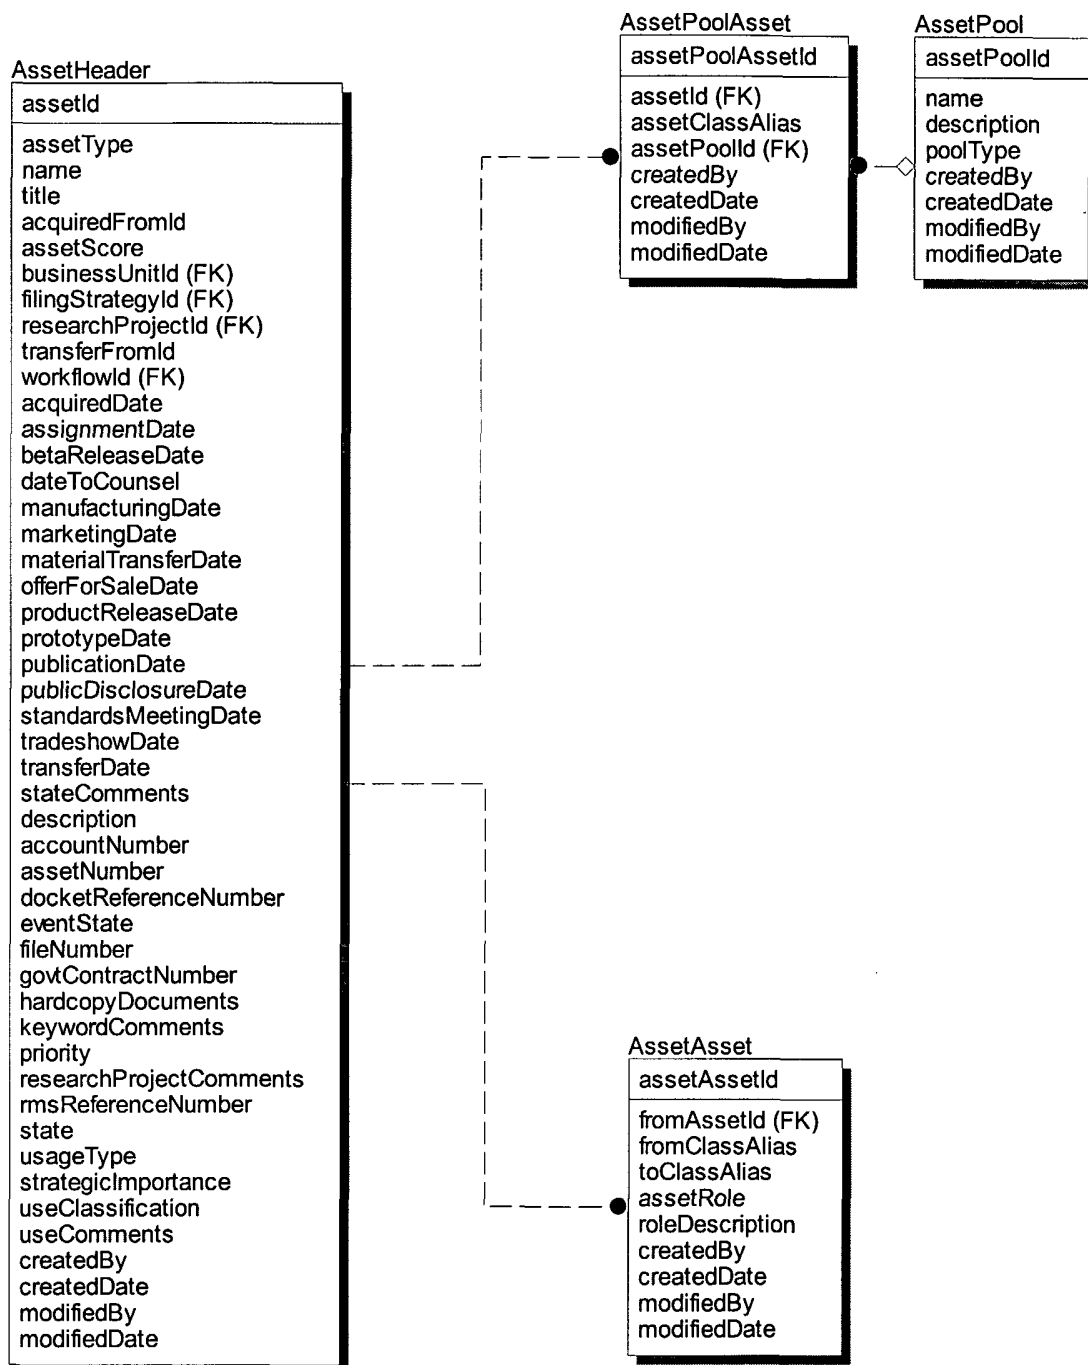 AssetHeader
assetId
assetType
name
title
acquiredFromId
assetScore
businessUnitId (FK)
filingStrategyId (FK)
researchProjectId (FK)
transferFromId
workflowId (FK)
acquiredDate
assignmentDate
betaReleaseDate
dateToCounsel
manufacturingDate
marketingDate
materialTransferDate
offerForSaleDate
productReleaseDate
prototypeDate
publicationDate
publicDisclosureDate
standardsMeetingDate
tradeshowDate
transferDate
stateComments
description
accountNumber
assetNumber
docketReferenceNumber
eventState
fileNumber
govtContractNumber
hardcopyDocuments
keywordComments
priority
researchProjectComments
rmsReferenceNumber
state
usageType
strategicImportance
useClassification
useComments
createdBy
createdDate
modifiedBy
modifiedDate
AssetPoolAsset
assetPoolAssetId
assetId (FK)
assetClassAlias
assetPoolId (FK)
createdBy
createdDate
modifiedBy
modifiedDate
AssetPool
assetPoolId
name
description
poolType
createdBy
createdDate
modifiedBy
modifiedDate
AssetAsset
assetAssetId
fromAssetId (FK)
fromClassAlias
toClassAlias
assetRole
roleDescription
createdBy
createdDate
modifiedBy
modifiedDate